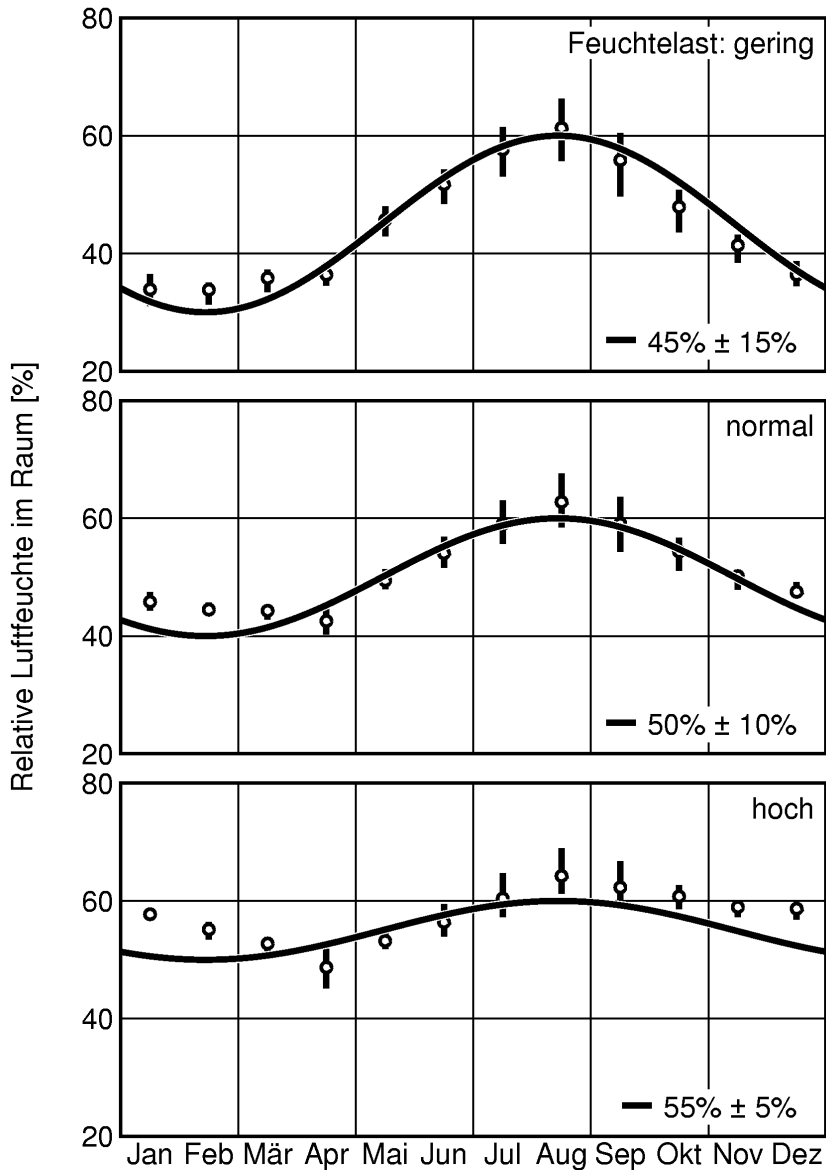 Relative Luftfeuchte im Raum [%]
80
Feuchtelast: gering
60
40
45% ± 15%
20
80
normal
60
40
50% ± 10%
20
80
hoch
60
40
55% ± 5%
20
Jan Feb Mär Apr Mai Jun Jul Aug Sep Okt Nov Dez